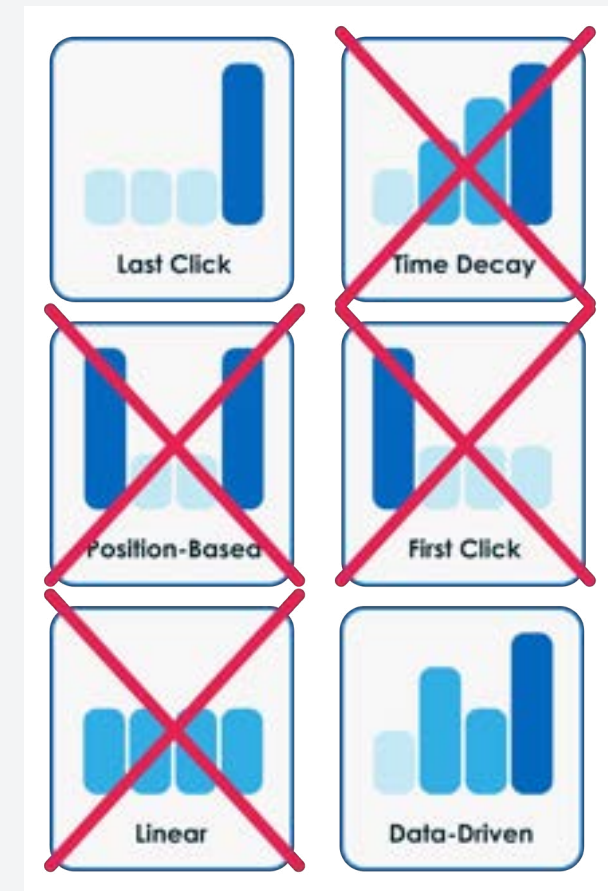 Last Click
Time Decay
Position-Based
First Click
Linear
Data-Driven